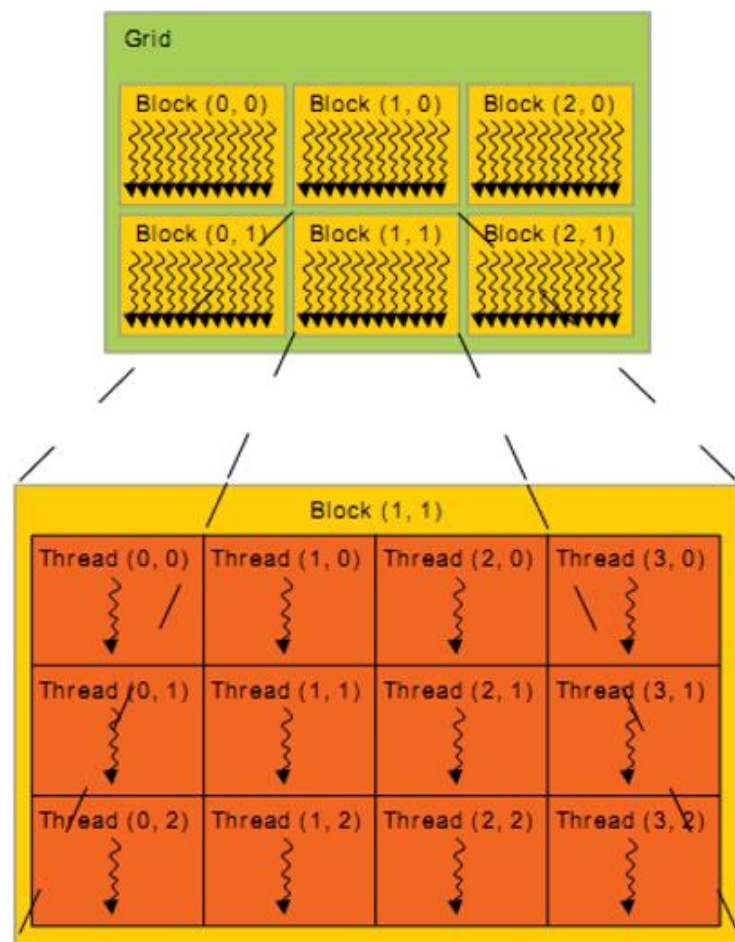 Grid
Block (0, 0) Block (1, 0) Block (2, 0)
Block (0, 1) Block (1, 1) Block (2, 1)
Block (1, 1)
Thread (0, 0) Thread (1, 0) Thread (2, 0) Thread (3, 0)
Thread (0, 1) Thread (1, 1) Thread (2, 1) Thread (3, 1)
Thread (0, 2) Thread (1, 2) Thread (2, 2) Thread (3, 2)